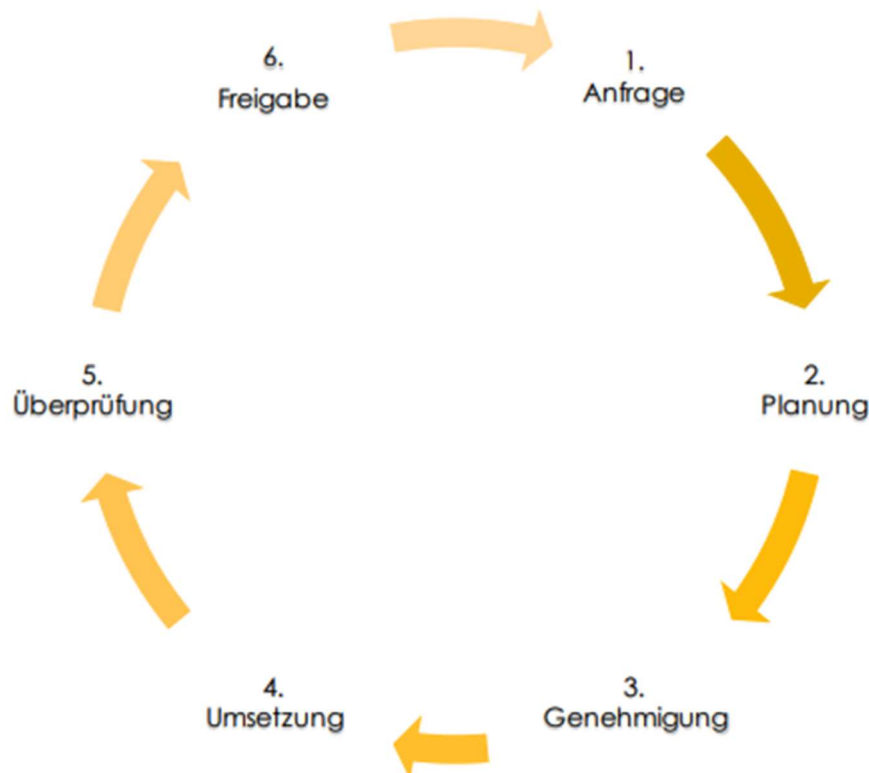 1.
Anfrage
2.
Planung
3.
Genehmigung
4.
Umsetzung
5.
Überprüfung
6.
Freigabe